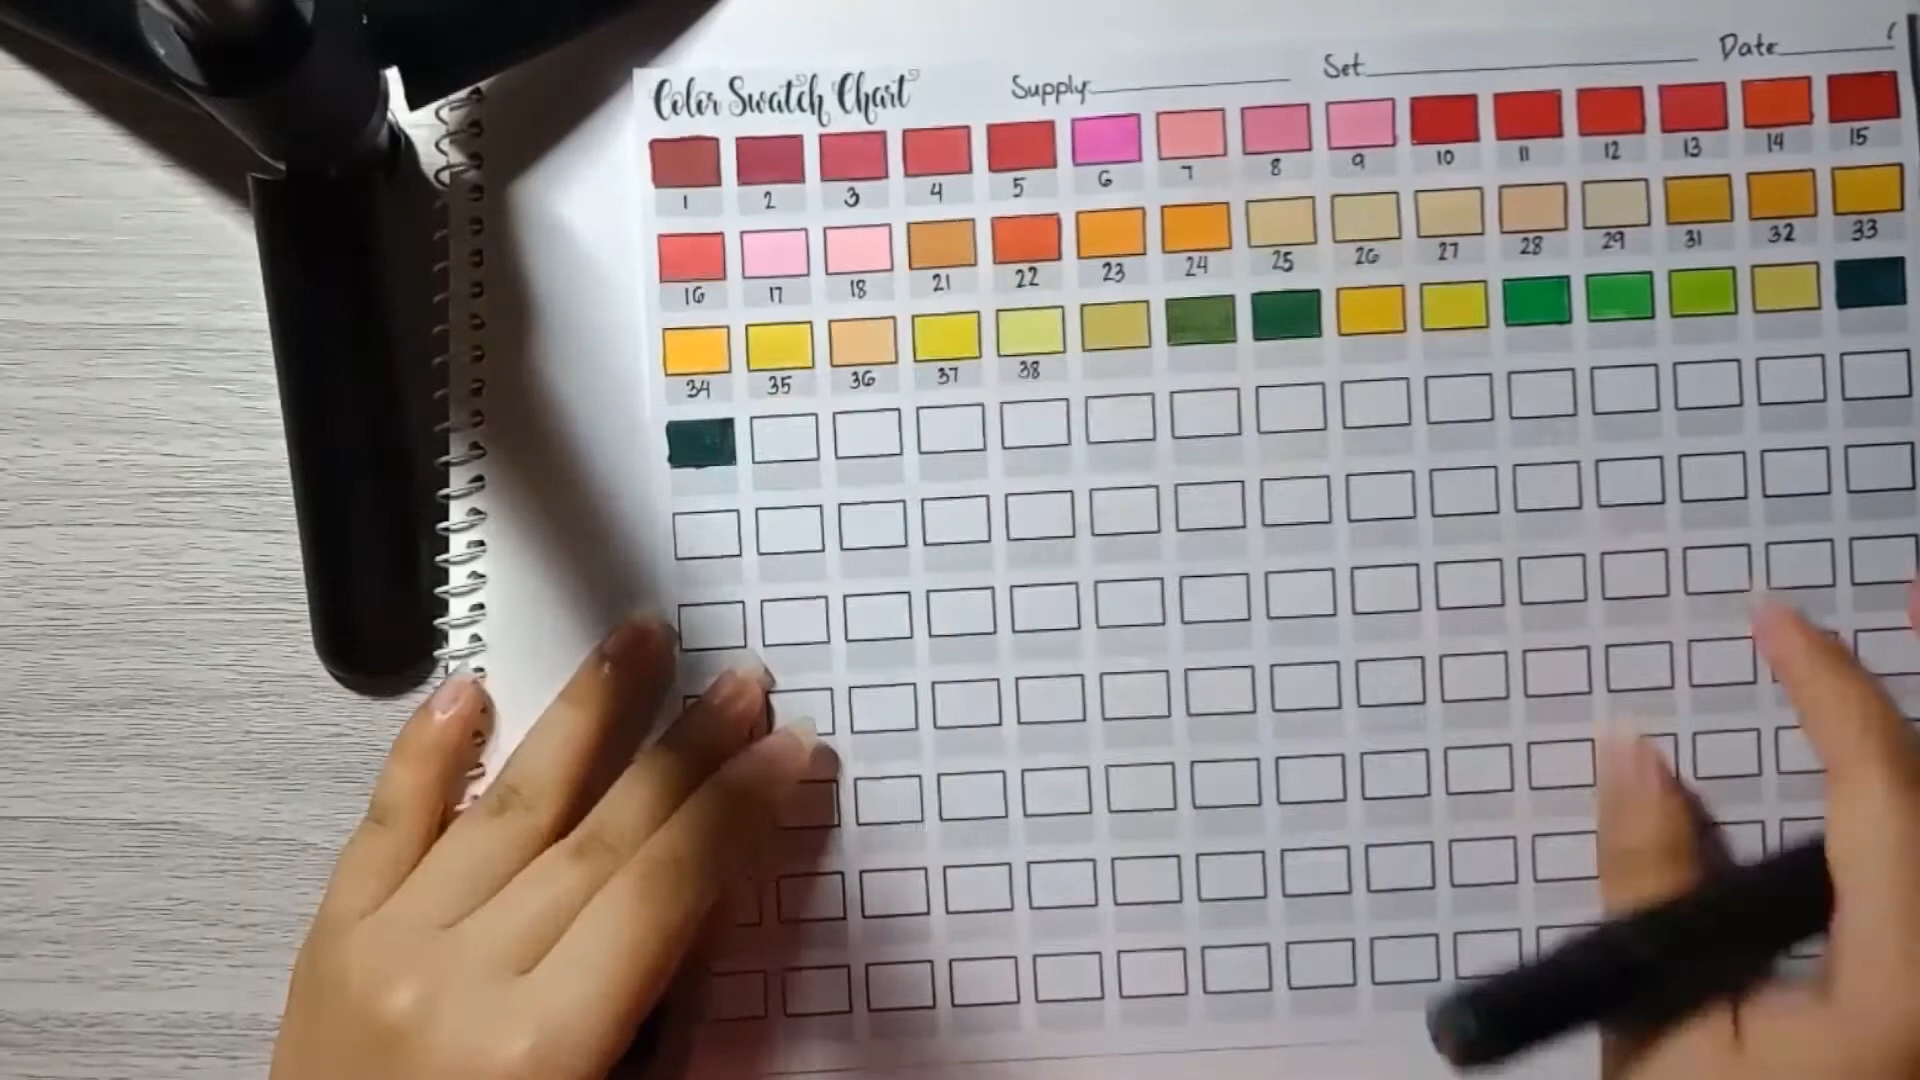 Color Swatch Chart Supply Set Date
1 2 3 4 5 6 7 8 9 10 11 12 13 14 15
16 17 18 21 22 23 24 25 26 27 28 29 31 32 33
34 35 36 37 38